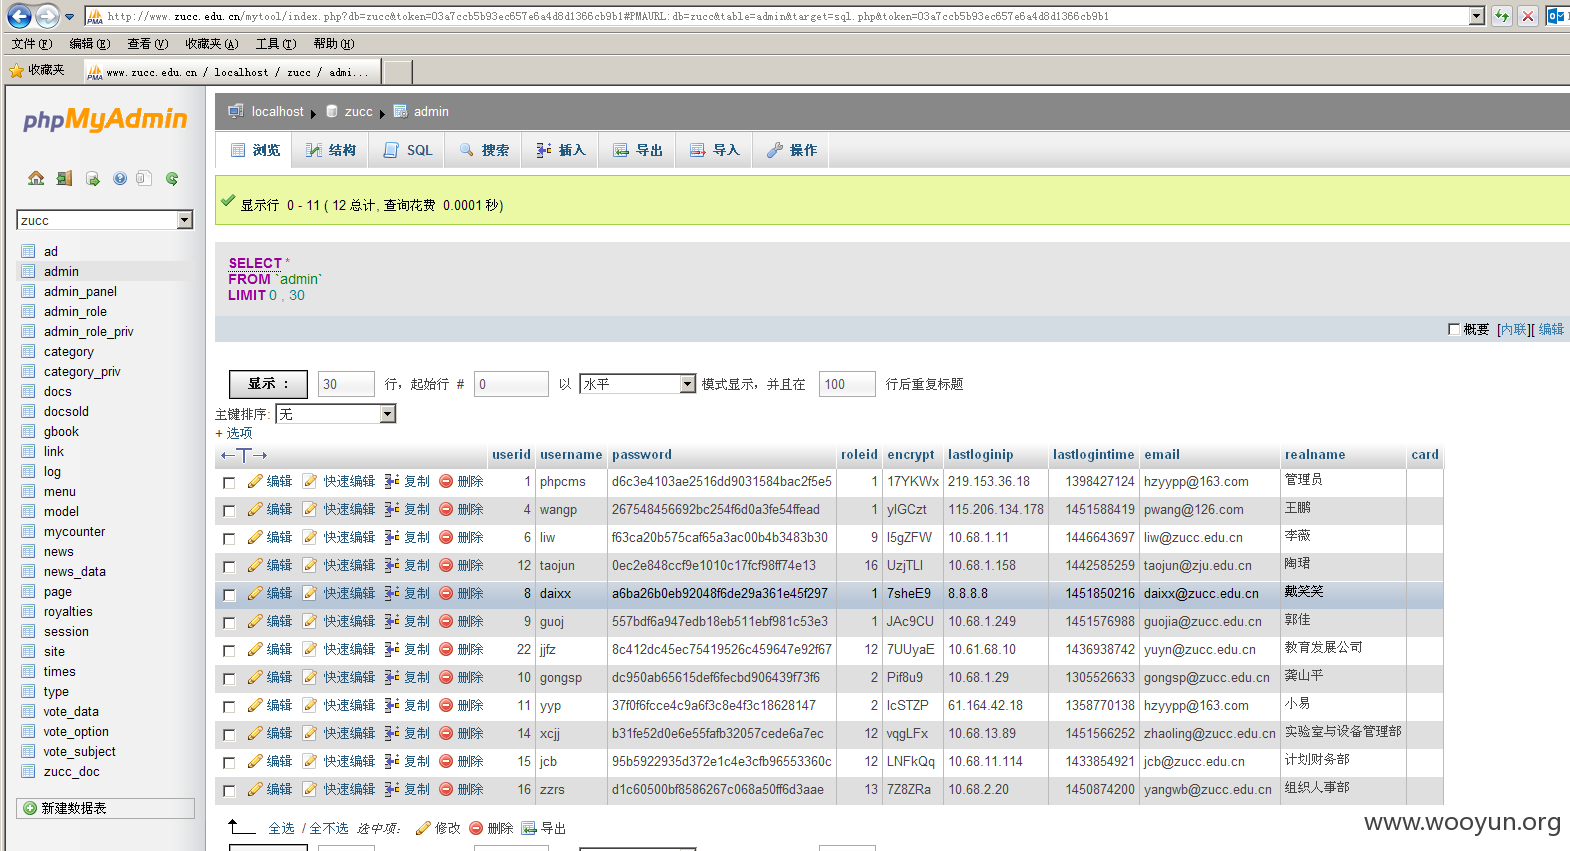 http://www.zucc.edu.cn/mytool/index.php?db=zucc&token=03a7ccb5b93ec657e6a4d8d1366cb9b1#PMAURL:db=zucc&table=admin&target=sql.php&token=03a7ccb5b93ec657e6a4d8d1366cb9b1
文件(F) 编辑(E) 查看(V) 收藏夹(A) 工具(T) 帮助(H)
收藏夹 www.zucc.edu.cn / localhost / zucc / admi...
phpMyAdmin
zucc
ad
admin
admin_panel
admin_role
admin_role_priv
category
category_priv
docs
docsold
gbook
link
log
menu
model
mycounter
news
news_data
page
royalties
session
site
times
type
vote_data
vote_option
vote_subject
zucc_doc
新建数据表
localhost zucc admin
浏览 结构 SQL 搜索 插入 导出 导入 操作
显示行 0 - 11 ( 12 总计, 查询花费 0.0001 秒)
SELECT *
FROM `admin`
LIMIT 0 , 30
概要 [内联][ 编辑
显示 : 30 行, 起始行 # 0 以 水平 模式显示, 并且在 100 行后重复标题
主键排序: 无
+ 选项
←T→ userid username password roleid encrypt lastloginip lastlogintime email realname card
编辑 快速编辑 复制 删除 1 phpcms d6c3e4103ae2516dd9031584bac2f5e5 1 17YKWx 219.153.36.18 1398427124 hzyypp@163.com 管理员
编辑 快速编辑 复制 删除 4 wangp 267548456692bc254f6d0a3fe54ffead 1 ylGCzt 115.206.134.178 1451588419 pwang@126.com 王鹏
编辑 快速编辑 复制 删除 6 liw f63ca20b575caf65a3ac00b4b3483b30 9 I5gZFW 10.68.1.11 1446643697 liw@zucc.edu.cn 李薇
编辑 快速编辑 复制 删除 12 taojun 0ec2e848ccf9e1010c17fcf98ff74e13 16 UzjTLI 10.68.1.158 1442585259 taojun@zju.edu.cn 陶珺
编辑 快速编辑 复制 删除 8 daixx a6ba26b0eb92048f6de29a361e45f297 1 7sheE9 8.8.8.8 1451850216 daixx@zucc.edu.cn 戴笑笑
编辑 快速编辑 复制 删除 9 guoj 557bdf6a947edb18eb511ebf981c53e3 1 JAc9CU 10.68.1.249 1451576988 guojia@zucc.edu.cn 郭佳
编辑 快速编辑 复制 删除 22 jjfz 8c412dc45ec75419526c459647e92f67 12 7UUyaE 10.61.68.10 1436938742 yuyn@zucc.edu.cn 教育发展公司
编辑 快速编辑 复制 删除 10 gongsp dc950ab65615def6fecbd906439f73f6 2 Pif8u9 10.68.1.29 1305526633 gongsp@zucc.edu.cn 龚山平
编辑 快速编辑 复制 删除 11 yyp 37f0f6fcce4c9a6f3c8e4f3c18628147 2 IcSTZP 61.164.42.18 1358770138 hzyypp@163.com 小易
编辑 快速编辑 复制 删除 14 xcjj b31fe52d0e6e55fafb32057cede6a7ec 12 vqgLFx 10.68.13.89 1451566252 zhaoling@zucc.edu.cn 实验室与设备管理部
编辑 快速编辑 复制 删除 15 jcb 95b5922935d372e1c4e3cfb96553360c 12 LNFkQq 10.68.11.114 1433854921 jcb@zucc.edu.cn 计划财务部
编辑 快速编辑 复制 删除 16 zzrs d1c60500bf8586267c068a50ff6d3aae 13 7Z8ZRa 10.68.2.20 1450874200 yangwb@zucc.edu.cn 组织人事部
全选 / 全不选 选中项: 修改 删除 导出
www.wooyun.org